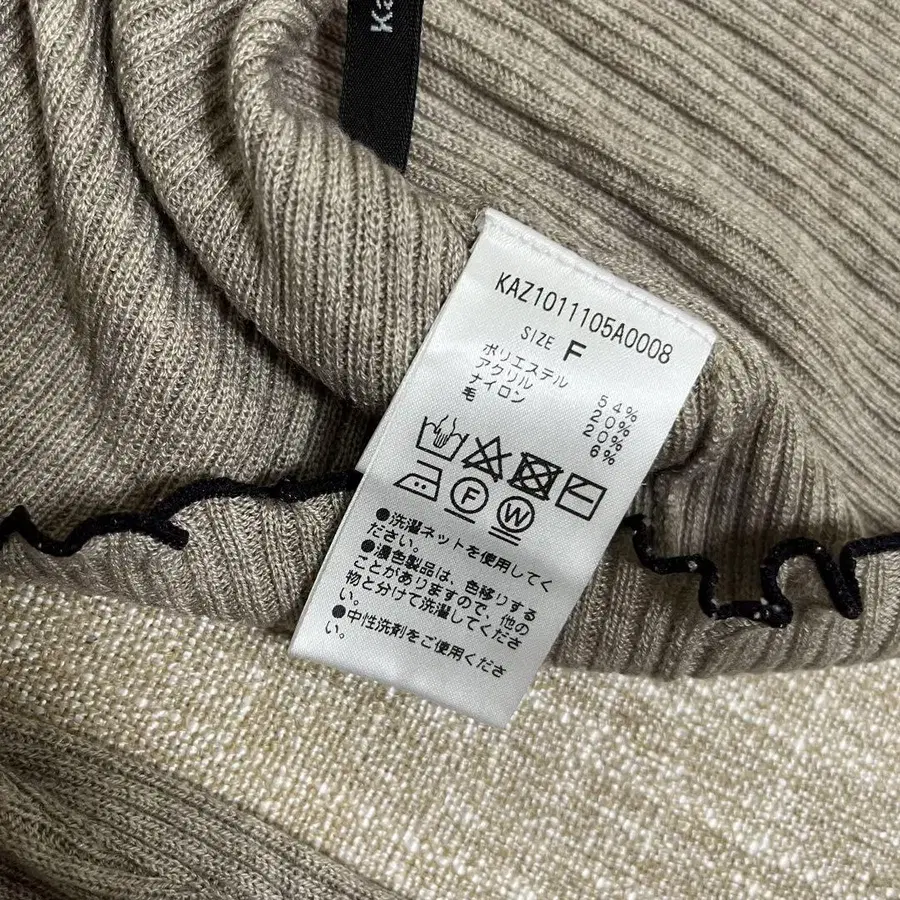 Ka
KAZ1011105A0008
SIZE F
ポリエステル 54%
アクリル 20%
ナイロン 20%
毛 6%
F W
●洗濯ネットを使用してく
ださい。
●濃色製品は、色移りする
ことがありますので、他の
物と分けて洗濯してくださ
い。
●中性洗剤をご使用くださ
い。